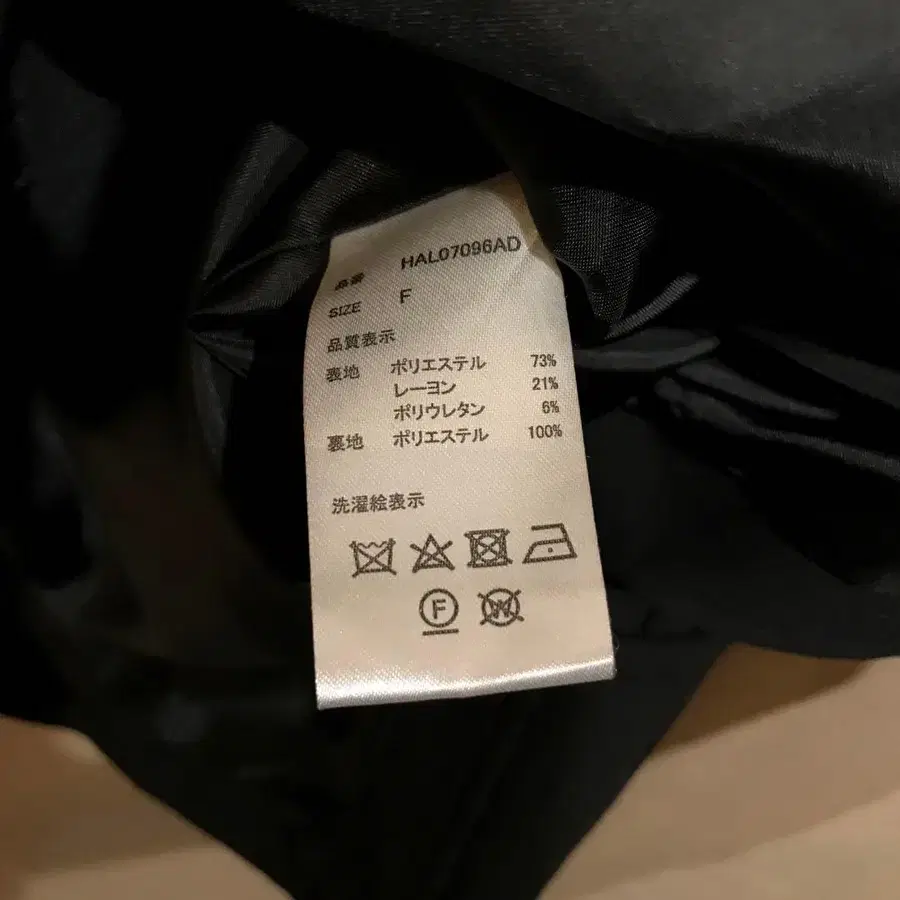 品番 HAL07096AD
SIZE F
品質表示
表地 ポリエステル 73%
レーヨン 21%
ポリウレタン 6%
裏地 ポリエステル 100%
洗濯絵表示
F
W